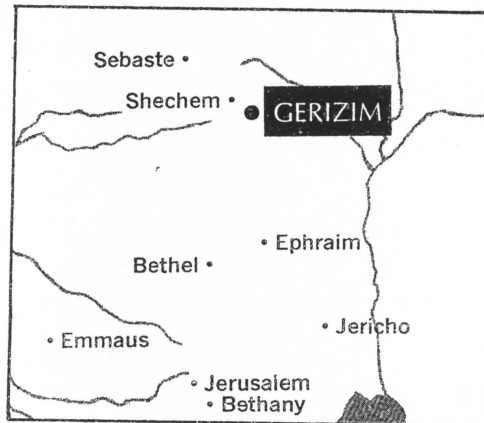 Sebaste
Shechem
GERIZIM
Ephraim
Bethel
Jericho
Emmaus
Jerusalem
Bethany